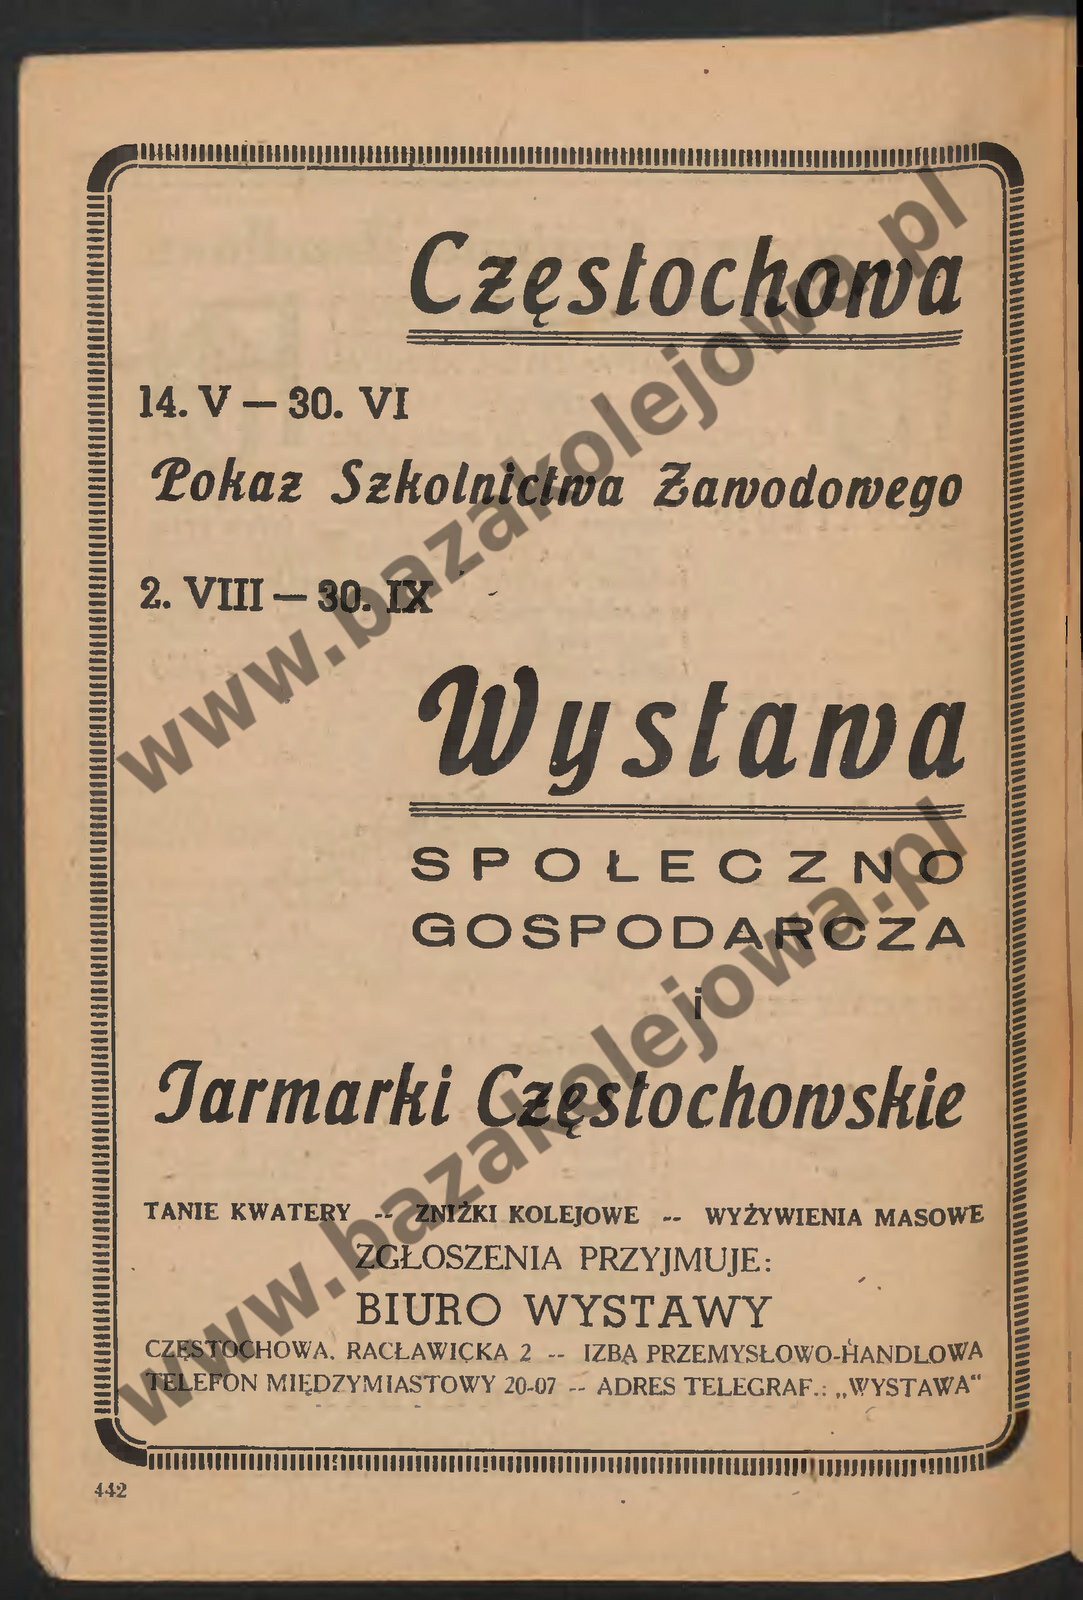 Częstochowa
14. V — 30. VI
Pokaz Szkolnictwa Zawodowego
2. VIII — 30. IX
Wystawa
SPOŁECZNO
GOSPODARCZA
i
Jarmarki Częstochowskie
TANIE KWATERY -- ZNIŻKI KOLEJOWE -- WYŻYWIENIA MASOWE
ZGŁOSZENIA PRZYJMUJE:
BIURO WYSTAWY
CZĘSTOCHOWA, RACŁAWICKA 2 -- IZBA PRZEMYSŁOWO-HANDLOWA
TELEFON MIĘDZYMIASTOWY 20-07 -- ADRES TELEGRAF.: „WYSTAWA"
442
www.bazakolejowa.pl
www.bazakolejowa.pl